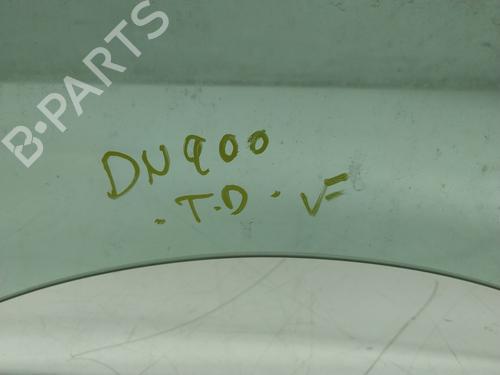 B-PARTS
DN900
.T.D. V-